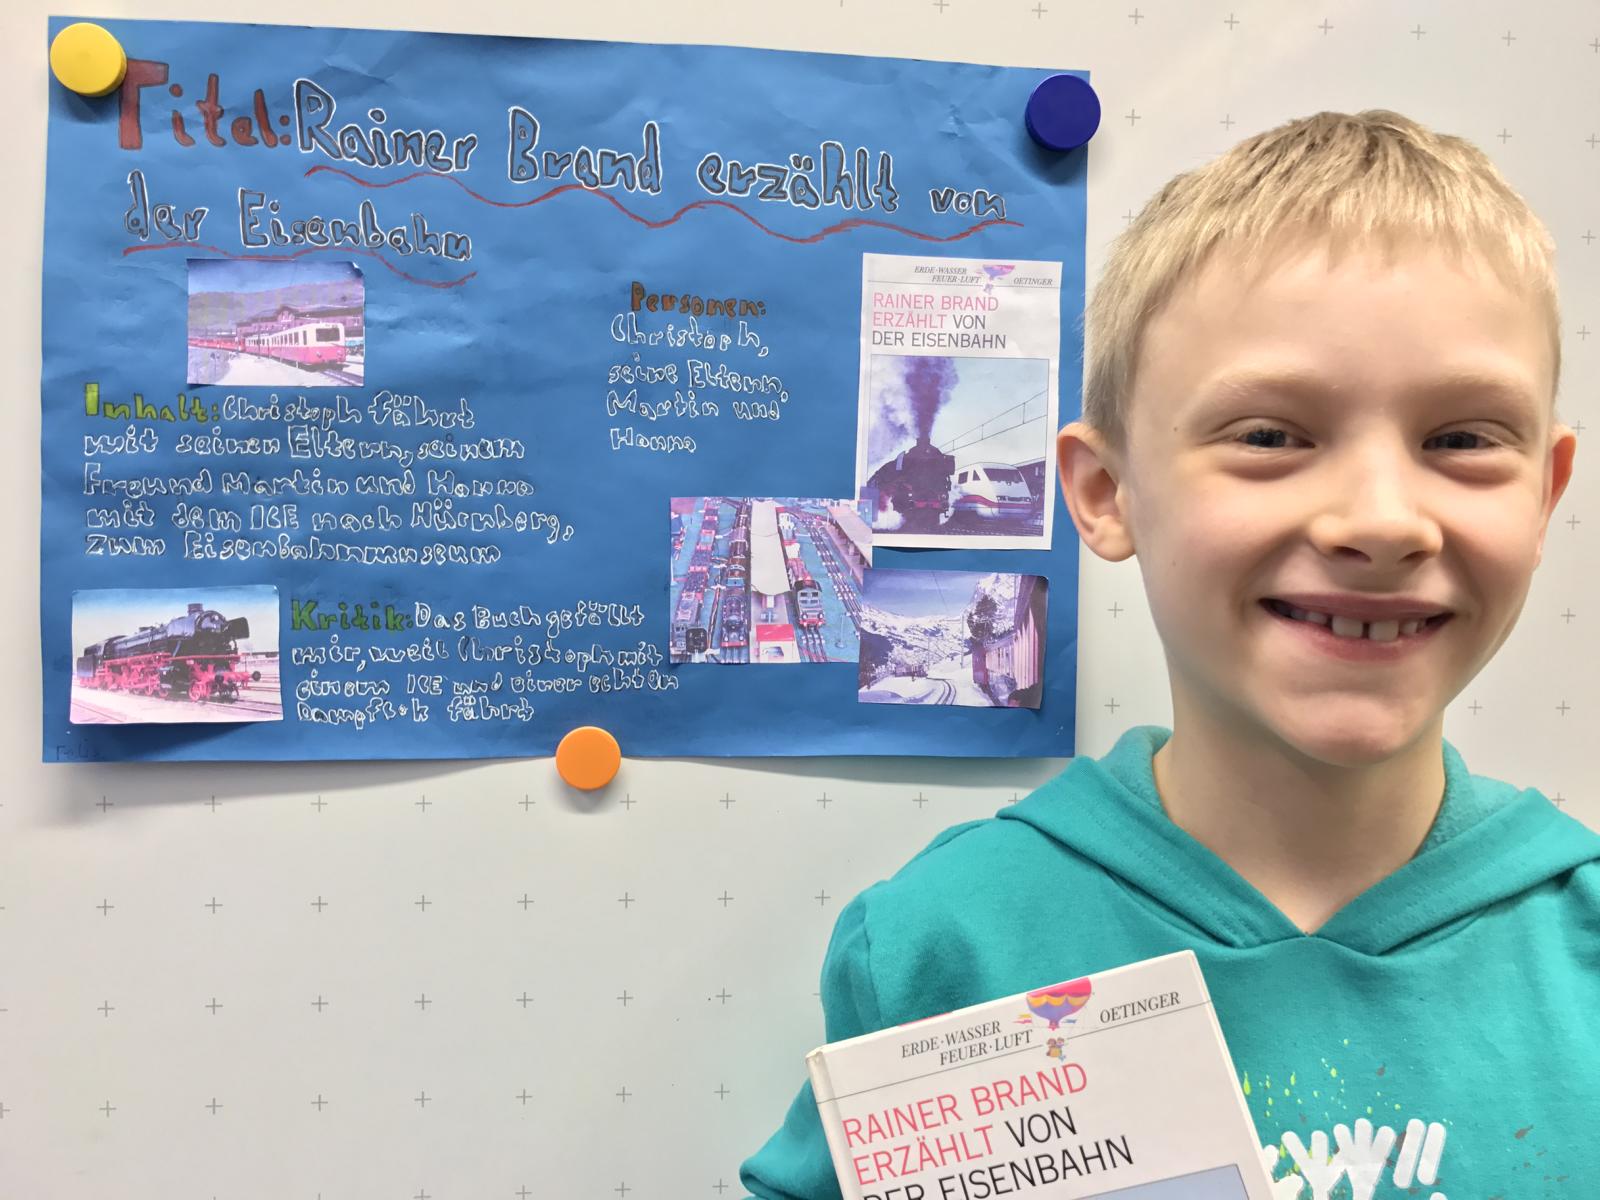 Titel: Rainer Brand erzählt von
der Eisenbahn
Inhalt: Christoph fährt
mit seinen Eltern, seinem
Freund Martin und Hanna
mit dem ICE nach Nürnberg,
zum Eisenbahnmuseum
Personen:
Christoph,
seine Eltern,
Martin und
Hanna
ERDE·WASSER
FEUER·LUFT OETINGER
RAINER BRAND
ERZÄHLT VON
DER EISENBAHN
Kritik: Das Buch gefällt
mir, weil Christoph mit
einem ICE und einer echten
Dampflok fährt
Felix
ERDE·WASSER
FEUER·LUFT OETINGER
RAINER BRAND
ERZÄHLT VON
DER EISENBAHN